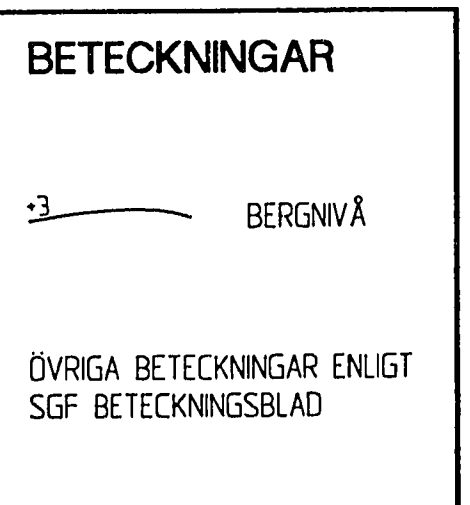 BETECKNINGAR
+3 BERGNIVÅ
ÖVRIGA BETECKNINGAR ENLIGT
SGF BETECKNINGSBLAD